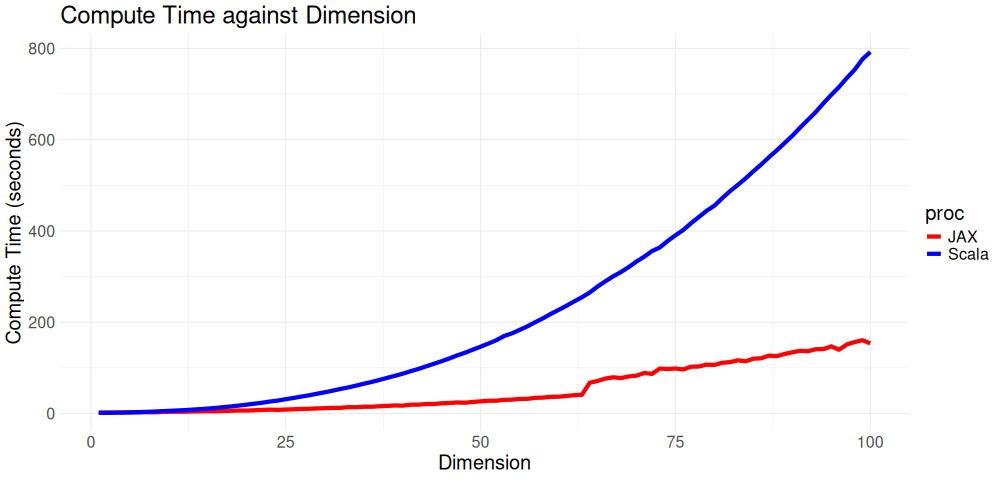 Compute Time against Dimension
Compute Time (seconds)
800
600
400
200
0
0 25 50 75 100
Dimension
proc
JAX
Scala